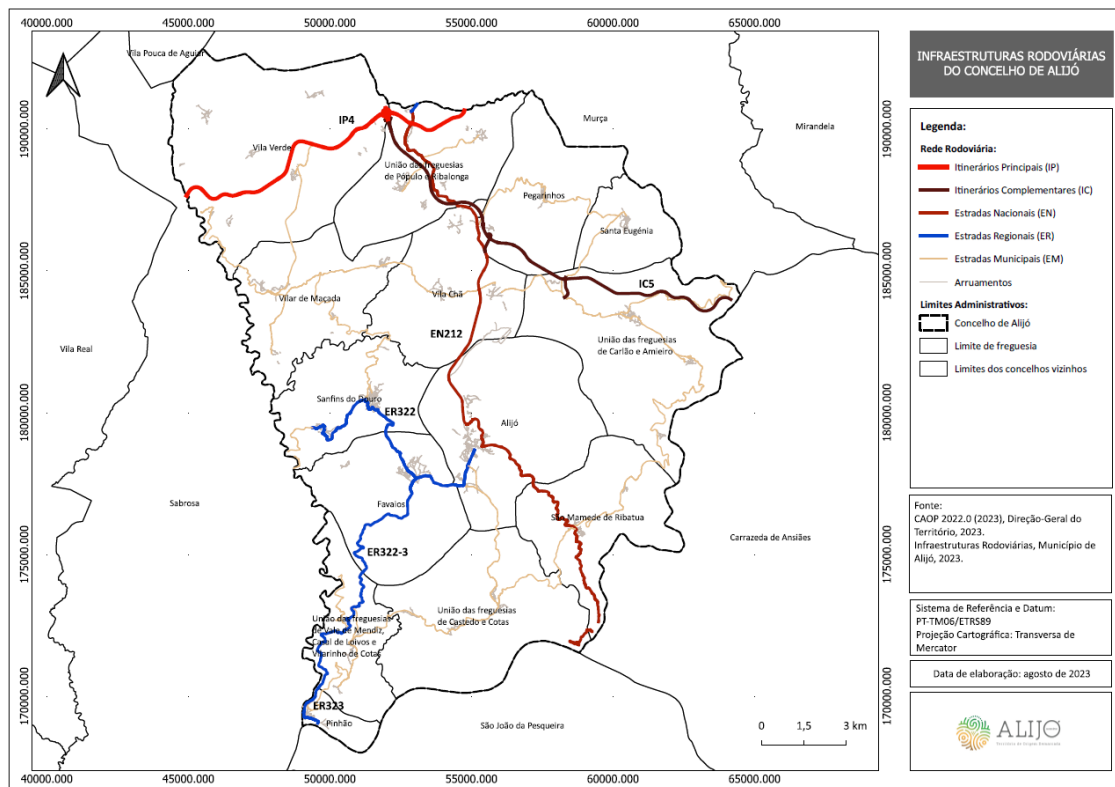 40000.000 45000.000 50000.000 55000.000 60000.000 65000.000
INFRAESTRUTURAS RODOVIÁRIAS
DO CONCELHO DE ALIJÓ
Vila Pouca de Aguiar
190000.000
IP4
Murça
Mirandela
190000.000
Vila Verde
União das freguesias
de Pópulo e Ribalonga
Pegarinhos
Santa Eugénia
185000.000
Vilar de Maçada
Vila Chã
IC5
185000.000
Vila Real
EN212
União das freguesias
de Carlão e Amieiro
180000.000
Sanfins do Douro
ER322
Alijó
180000.000
Sabrosa
Favaios
São Mamede de Ribatua
Carrazeda de Ansiães
175000.000
ER322-3
175000.000
União das freguesias
de Castedo e Cotas
União das freguesias
de Vale de Mendiz,
Casal de Loivos e
Vilarinho de Cotas
170000.000
ER323
Pinhão
São João da Pesqueira
170000.000
0 1,5 3 km
40000.000 45000.000 50000.000 55000.000 60000.000 65000.000
Legenda:
Rede Rodoviária:
Itinerários Principais (IP)
Itinerários Complementares (IC)
Estradas Nacionais (EN)
Estradas Regionais (ER)
Estradas Municipais (EM)
Arruamentos
Limites Administrativos:
Concelho de Alijó
Limite de freguesia
Limites dos concelhos vizinhos
Fonte:
CAOP 2022.0 (2023), Direção-Geral do
Território, 2023.
Infraestruturas Rodoviárias, Município de
Alijó, 2023.
Sistema de Referência e Datum:
PT-TM06/ETRS89
Projeção Cartográfica: Transversa de
Mercator
Data de elaboração: agosto de 2023
ALIJÓ